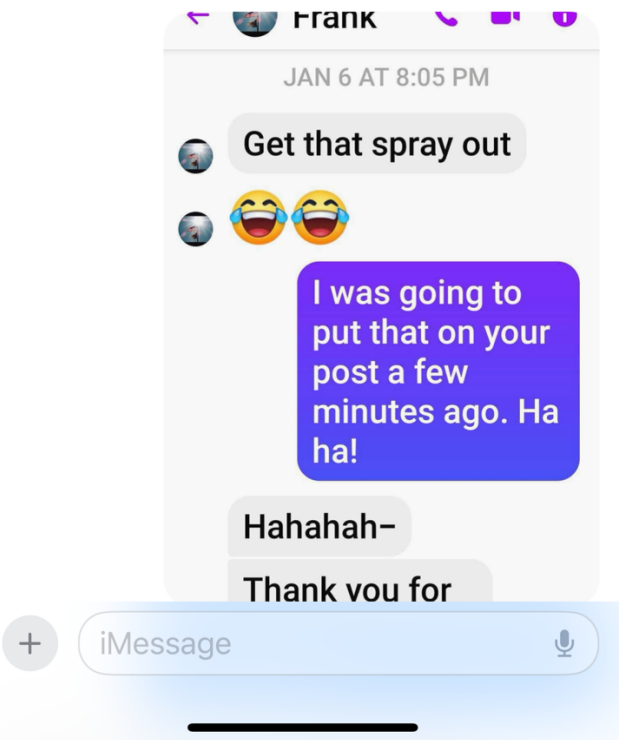 Frank
JAN 6 AT 8:05 PM
Get that spray out
I was going to
put that on your
post a few
minutes ago. Ha
ha!
Hahahah–
Thank you for
iMessage